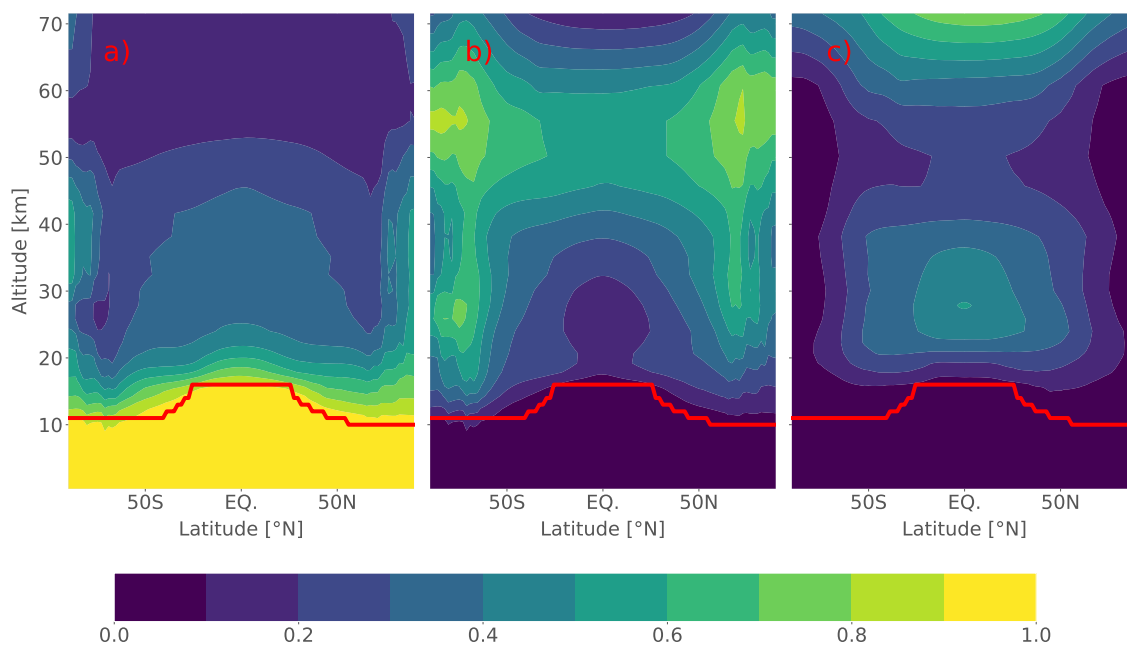 a) b) c)
70
60
50
40
30
20
10
Altitude [km]
50S EQ. 50N 50S EQ. 50N 50S EQ. 50N
Latitude [°N] Latitude [°N] Latitude [°N]
0.0 0.2 0.4 0.6 0.8 1.0